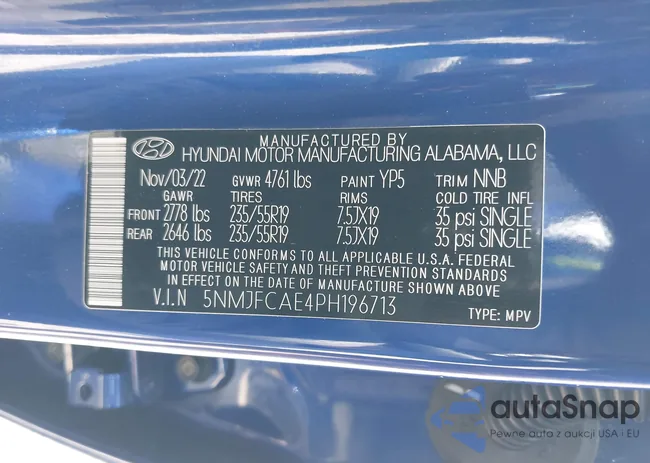 MANUFACTURED BY
HYUNDAI MOTOR MANUFACTURING ALABAMA, LLC
Nov/03/22 GVWR 4761 lbs PAINT YP5 TRIM NNB
GAWR TIRES RIMS COLD TIRE INFL
FRONT 2778 lbs 235/55R19 7.5JX19 35 psi SINGLE
REAR 2646 lbs 235/55R19 7.5JX19 35 psi SINGLE
THIS VEHICLE CONFORMS TO ALL APPLICABLE U.S.A. FEDERAL
MOTOR VEHICLE SAFETY AND THEFT PREVENTION STANDARDS
IN EFFECT ON THE DATE OF MANUFACTURE SHOWN ABOVE
V.I.N 5NMJFCAE4PH196713
TYPE: MPV
autaSnap
Pewne auta z aukcji USA i EU